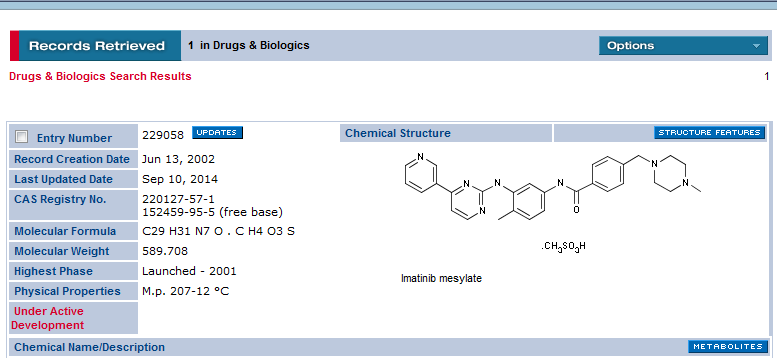 Records Retrieved 1 in Drugs & Biologics Options
Drugs & Biologics Search Results 1
Entry Number 229058 UPDATES Chemical Structure STRUCTURE FEATURES
Record Creation Date Jun 13, 2002
Last Updated Date Sep 10, 2014
CAS Registry No. 220127-57-1
152459-95-5 (free base)
Molecular Formula C29 H31 N7 O . C H4 O3 S
Molecular Weight 589.708
Highest Phase Launched - 2001
Physical Properties M.p. 207-12 °C
Under Active
Development
N N N N N O N N
.CH₃SO₃H
Imatinib mesylate
Chemical Name/Description METABOLITES